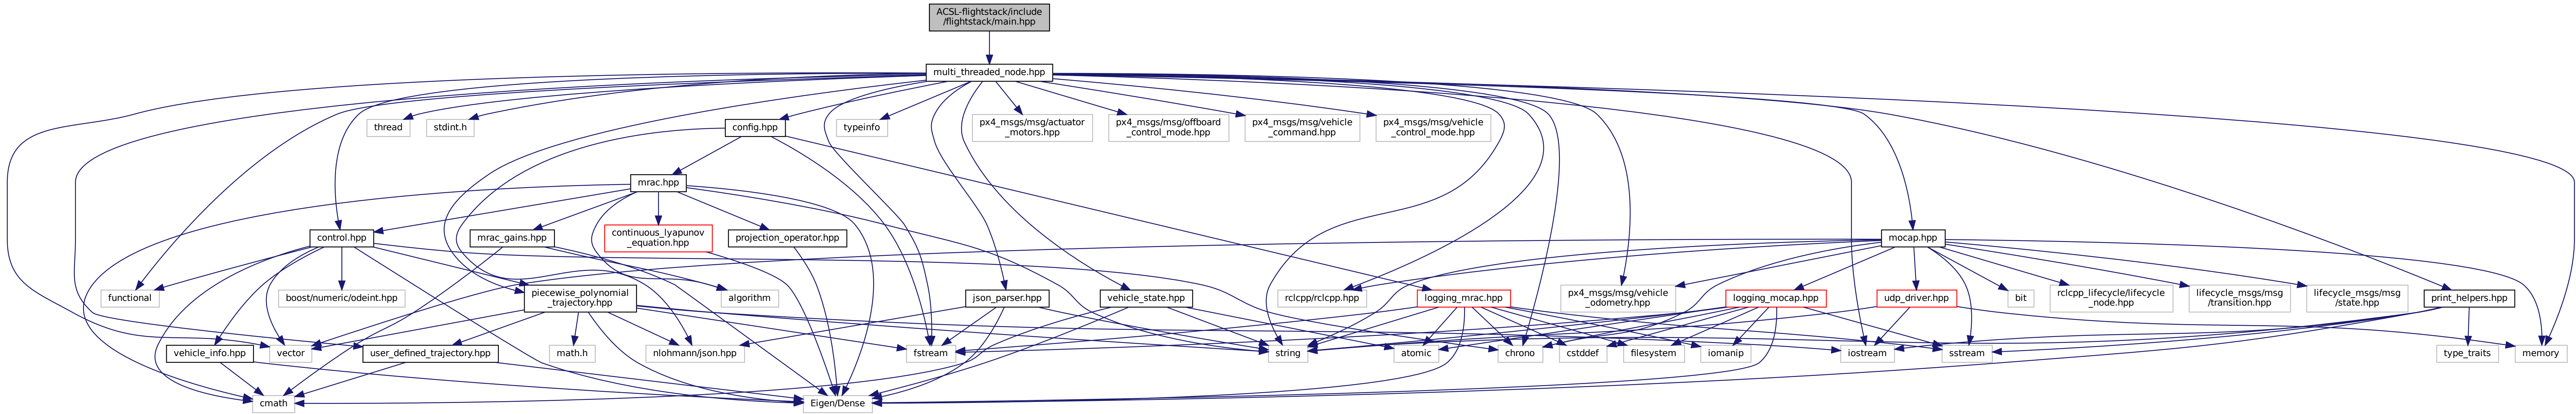 ACSL-flightstack/include
/flightstack/main.hpp
multi_threaded_node.hpp
thread
stdint.h
config.hpp
typeinfo
px4_msgs/msg/actuator
_motors.hpp
px4_msgs/msg/offboard
_control_mode.hpp
px4_msgs/msg/vehicle
_command.hpp
px4_msgs/msg/vehicle
_control_mode.hpp
mrac.hpp
control.hpp
mrac_gains.hpp
continuous_lyapunov
_equation.hpp
projection_operator.hpp
mocap.hpp
functional
boost/numeric/odeint.hpp
piecewise_polynomial
_trajectory.hpp
algorithm
json_parser.hpp
vehicle_state.hpp
rclcpp/rclcpp.hpp
logging_mrac.hpp
px4_msgs/msg/vehicle
_odometry.hpp
logging_mocap.hpp
udp_driver.hpp
bit
rclcpp_lifecycle/lifecycle
_node.hpp
lifecycle_msgs/msg
/transition.hpp
lifecycle_msgs/msg
/state.hpp
print_helpers.hpp
vehicle_info.hpp
vector
user_defined_trajectory.hpp
math.h
nlohmann/json.hpp
fstream
string
atomic
chrono
cstddef
filesystem
iomanip
iostream
sstream
type_traits
memory
cmath
Eigen/Dense